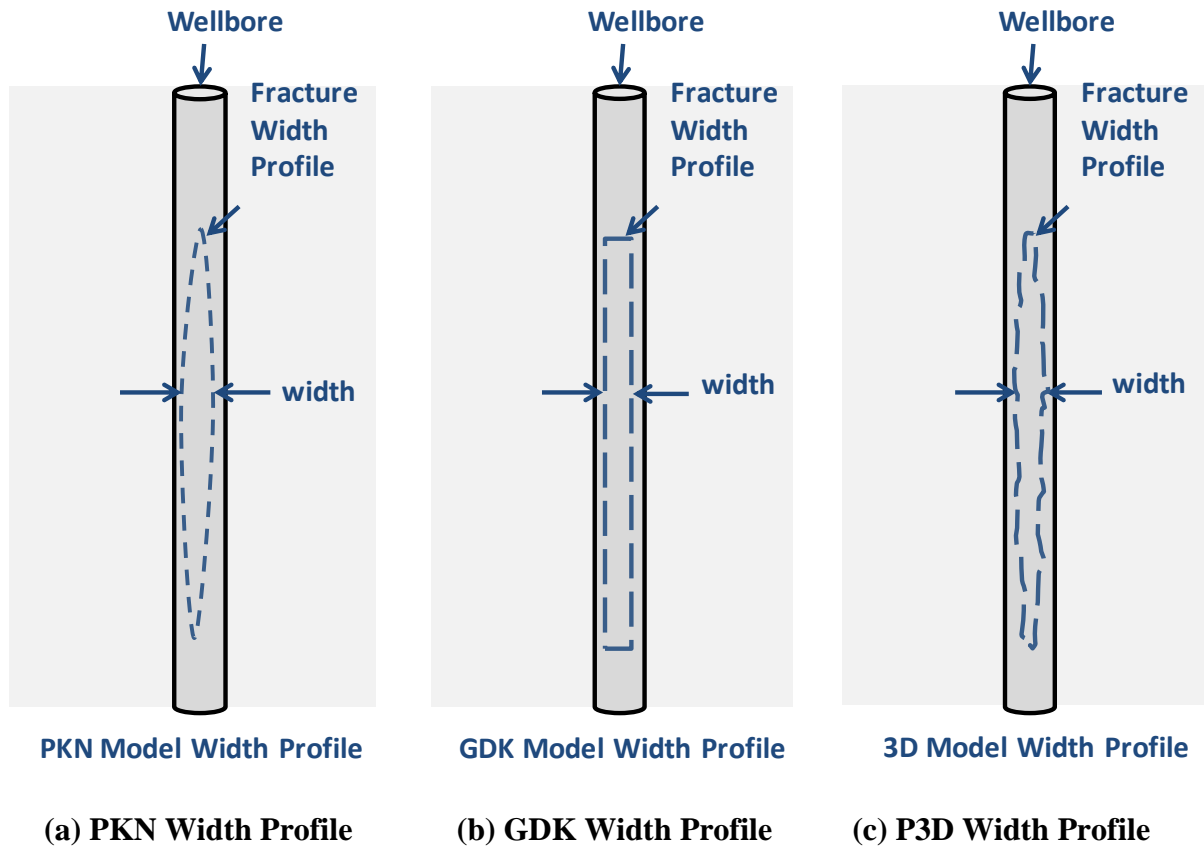 Wellbore
Fracture
Width
Profile
width
PKN Model Width Profile
(a) PKN Width Profile
Wellbore
Fracture
Width
Profile
width
GDK Model Width Profile
(b) GDK Width Profile
Wellbore
Fracture
Width
Profile
width
3D Model Width Profile
(c) P3D Width Profile